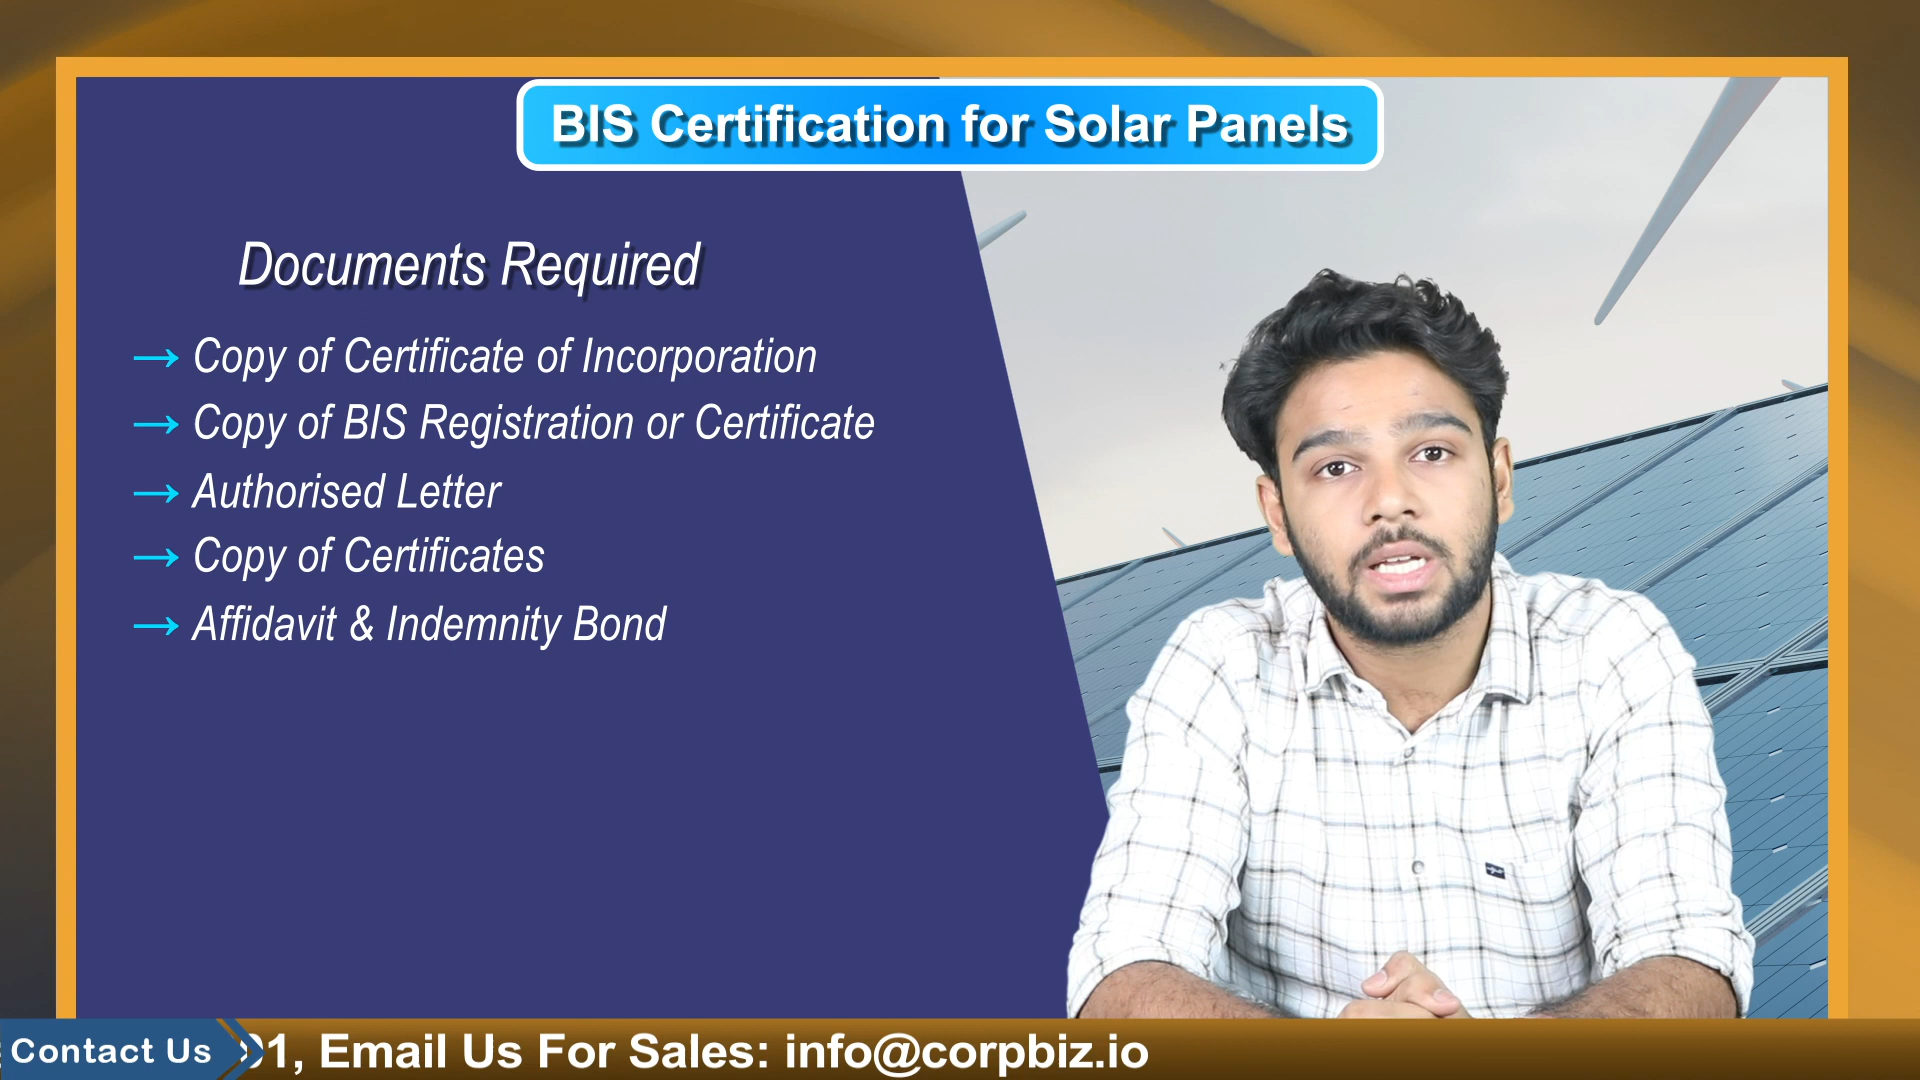 BIS Certification for Solar Panels
Documents Required
→ Copy of Certificate of Incorporation
→ Copy of BIS Registration or Certificate
→ Authorised Letter
→ Copy of Certificates
→ Affidavit & Indemnity Bond
Contact Us
91, Email Us For Sales: info@corpbiz.io